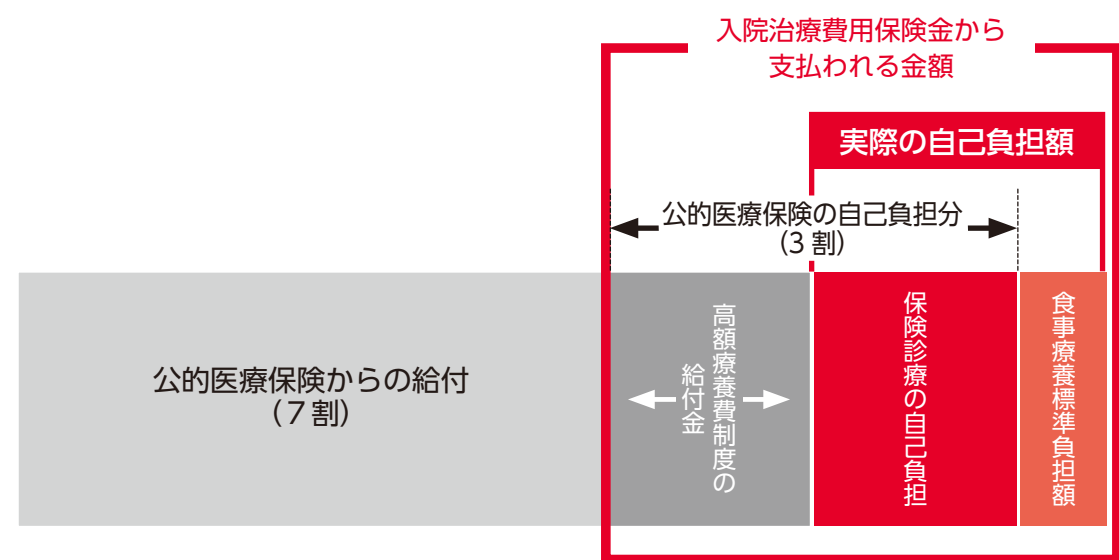 入院治療費用保険金から
支払われる金額
実際の自己負担額
公的医療保険の自己負担分
（3割）
公的医療保険からの給付
（7割）
高額療養費制度の
給付金
保険診療の自己負担
食事療養標準負担額